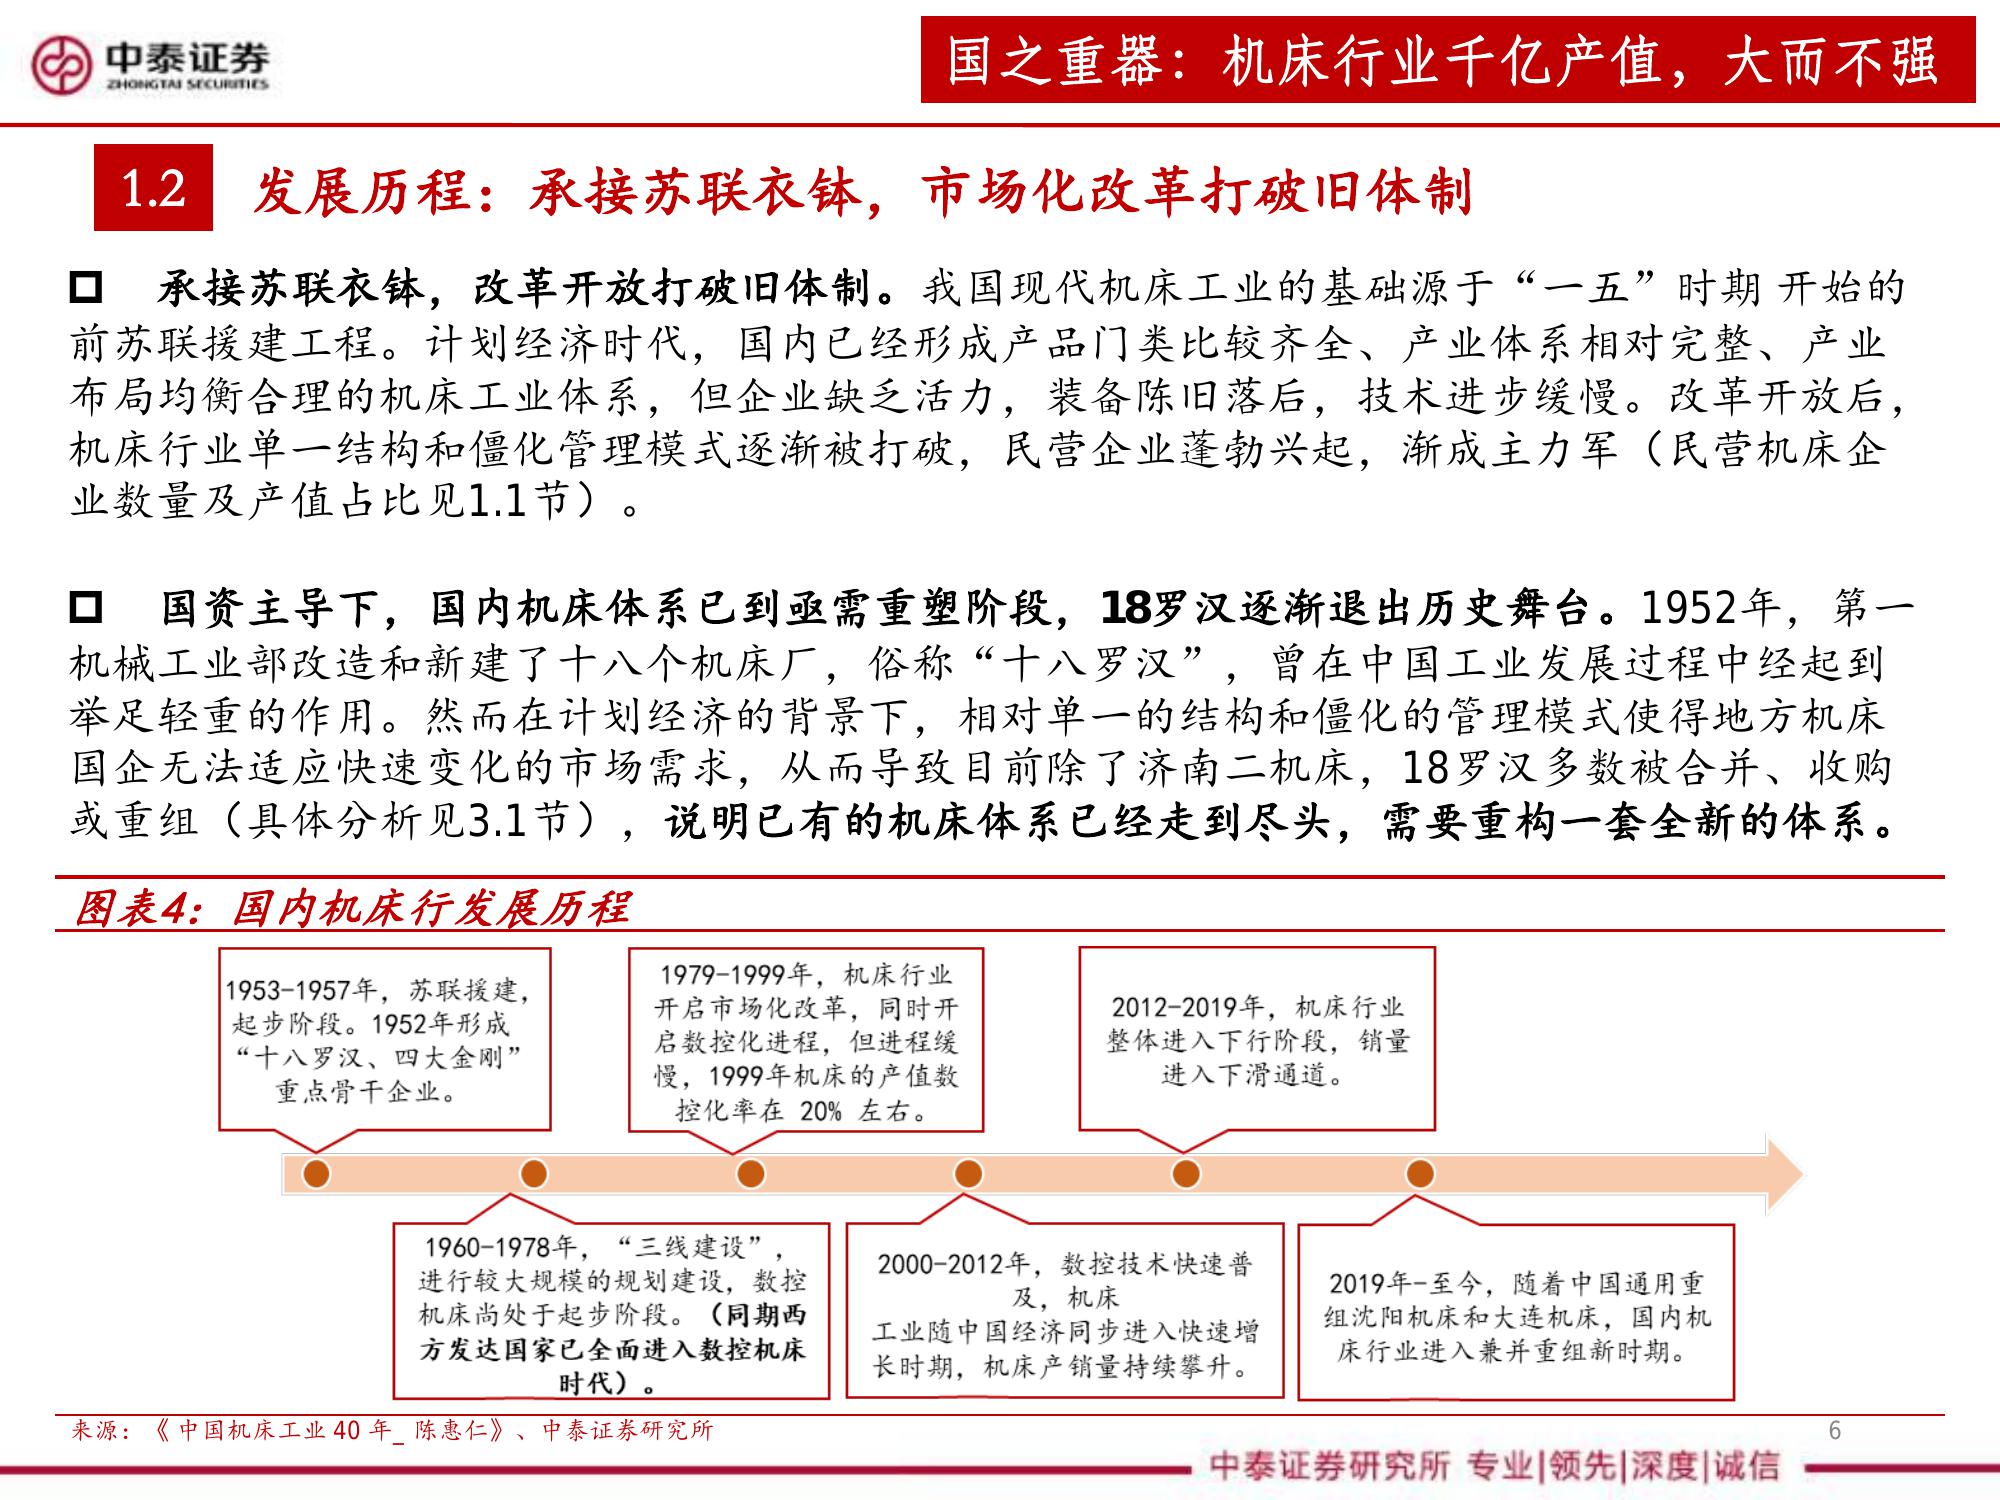 中泰证券
ZHONGTAI SECURITIES
国之重器：机床行业千亿产值，大而不强
1.2
发展历程：承接苏联衣钵，市场化改革打破旧体制
承接苏联衣钵，改革开放打破旧体制。我国现代机床工业的基础源于“一五”时期 开始的
前苏联援建工程。计划经济时代，国内已经形成产品门类比较齐全、产业体系相对完整、产业
布局均衡合理的机床工业体系，但企业缺乏活力，装备陈旧落后，技术进步缓慢。改革开放后，
机床行业单一结构和僵化管理模式逐渐被打破，民营企业蓬勃兴起，渐成主力军（民营机床企
业数量及产值占比见1.1节）。
国资主导下，国内机床体系已到亟需重塑阶段，18罗汉逐渐退出历史舞台。1952年，第一
机械工业部改造和新建了十八个机床厂，俗称“十八罗汉”，曾在中国工业发展过程中经起到
举足轻重的作用。然而在计划经济的背景下，相对单一的结构和僵化的管理模式使得地方机床
国企无法适应快速变化的市场需求，从而导致目前除了济南二机床，18罗汉多数被合并、收购
或重组（具体分析见3.1节），说明已有的机床体系已经走到尽头，需要重构一套全新的体系。
图表4：国内机床行发展历程
1953-1957年，苏联援建，
起步阶段。1952年形成
“十八罗汉、四大金刚”
重点骨干企业。
1979-1999年，机床行业
开启市场化改革，同时开
启数控化进程，但进程缓
慢，1999年机床的产值数
控化率在 20% 左右。
2012-2019年，机床行业
整体进入下行阶段，销量
进入下滑通道。
1960-1978年，“三线建设”，
进行较大规模的规划建设，数控
机床尚处于起步阶段。（同期西
方发达国家已全面进入数控机床
时代）。
2000-2012年，数控技术快速普
及，机床
工业随中国经济同步进入快速增
长时期，机床产销量持续攀升。
2019年-至今，随着中国通用重
组沈阳机床和大连机床，国内机
床行业进入兼并重组新时期。
来源：《中国机床工业 40 年_ 陈惠仁》、中泰证券研究所
6
中泰证券研究所 专业|领先|深度|诚信